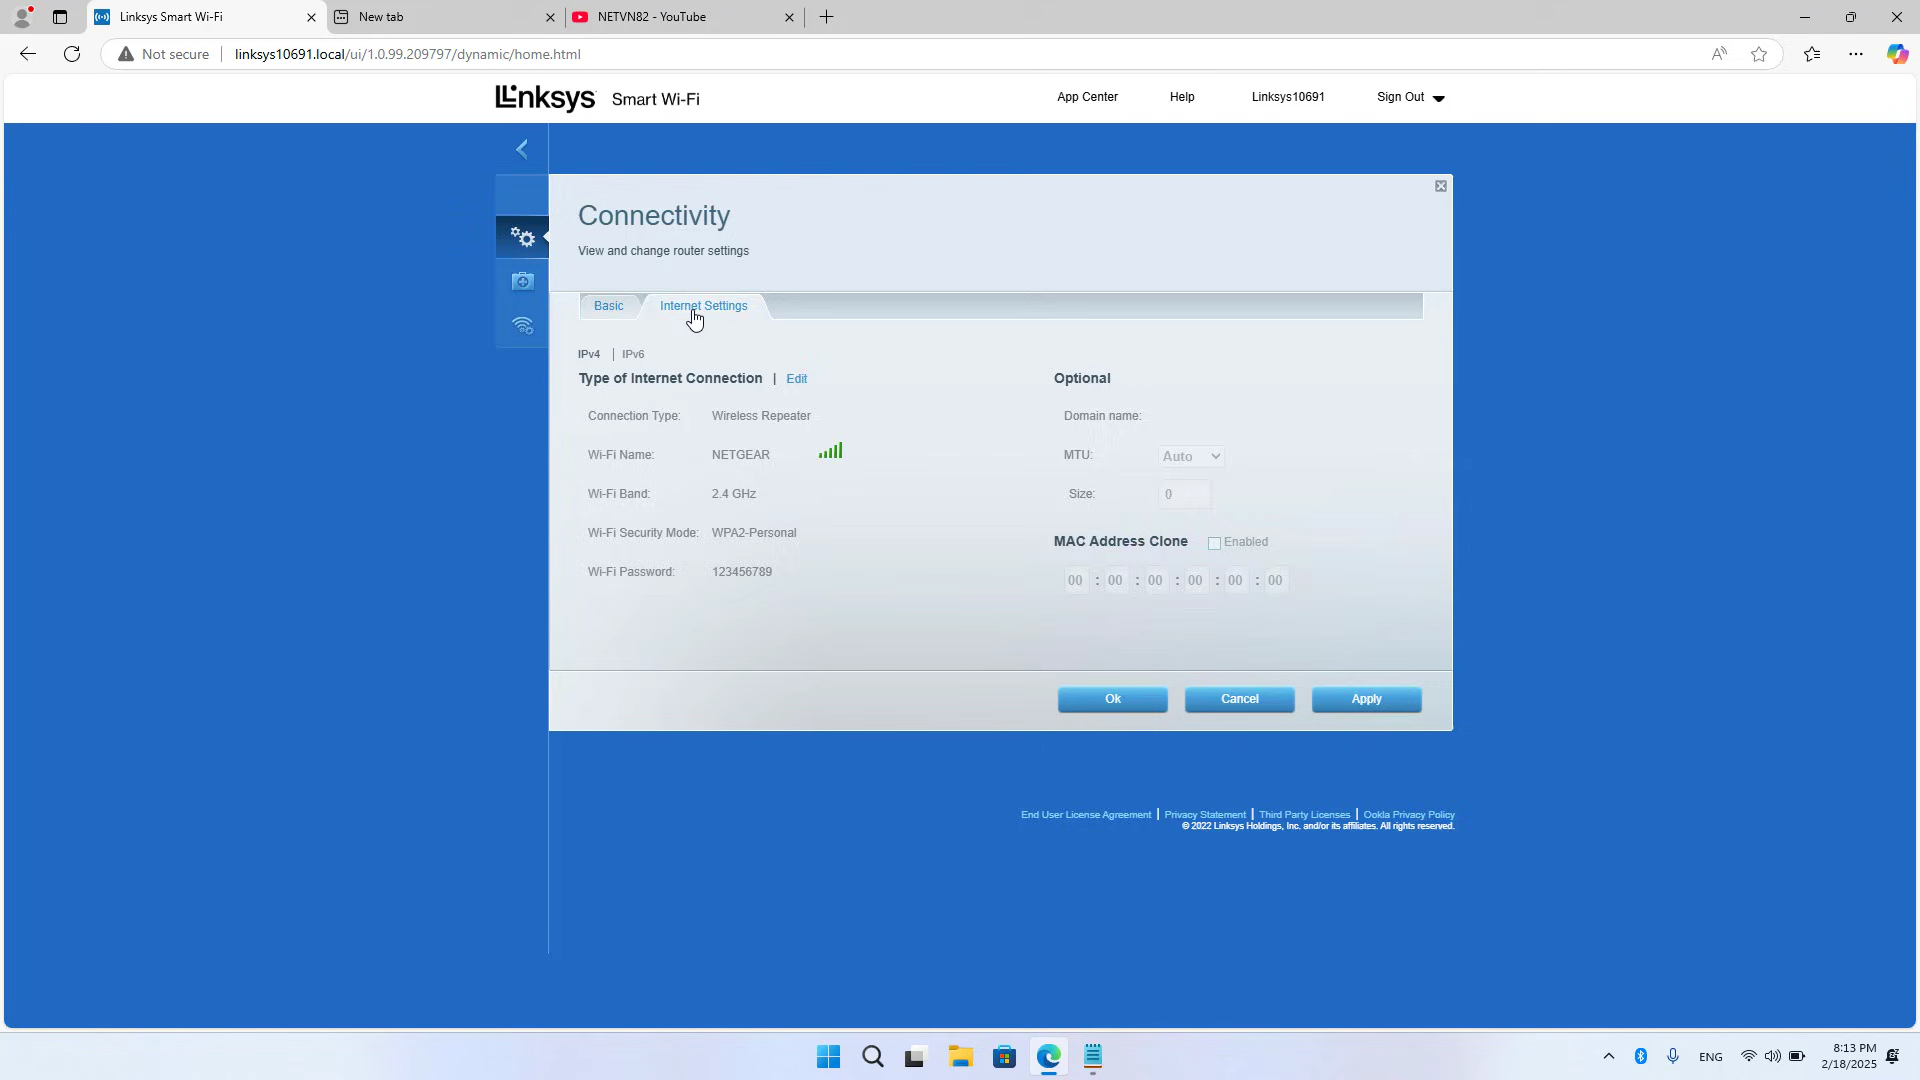 Linksys Smart Wi-Fi
New tab
NETVN82 - YouTube
Not secure
linksys10691.local/ui/1.0.99.209797/dynamic/home.html
Linksys Smart Wi-Fi
App Center
Help
Linksys10691
Sign Out
Connectivity
View and change router settings
Basic
Internet Settings
IPv4 | IPv6
Type of Internet Connection | Edit
Connection Type: Wireless Repeater
Wi-Fi Name: NETGEAR
Wi-Fi Band: 2.4 GHz
Wi-Fi Security Mode: WPA2-Personal
Wi-Fi Password: 123456789
Optional
Domain name:
MTU: Auto
Size: 0
MAC Address Clone Enabled
00 : 00 : 00 : 00 : 00 : 00
Ok
Cancel
Apply
End User License Agreement | Privacy Statement | Third Party Licenses | Ookla Privacy Policy
© 2022 Linksys Holdings, Inc. and/or its affiliates. All rights reserved.
ENG
8:13 PM
2/18/2025